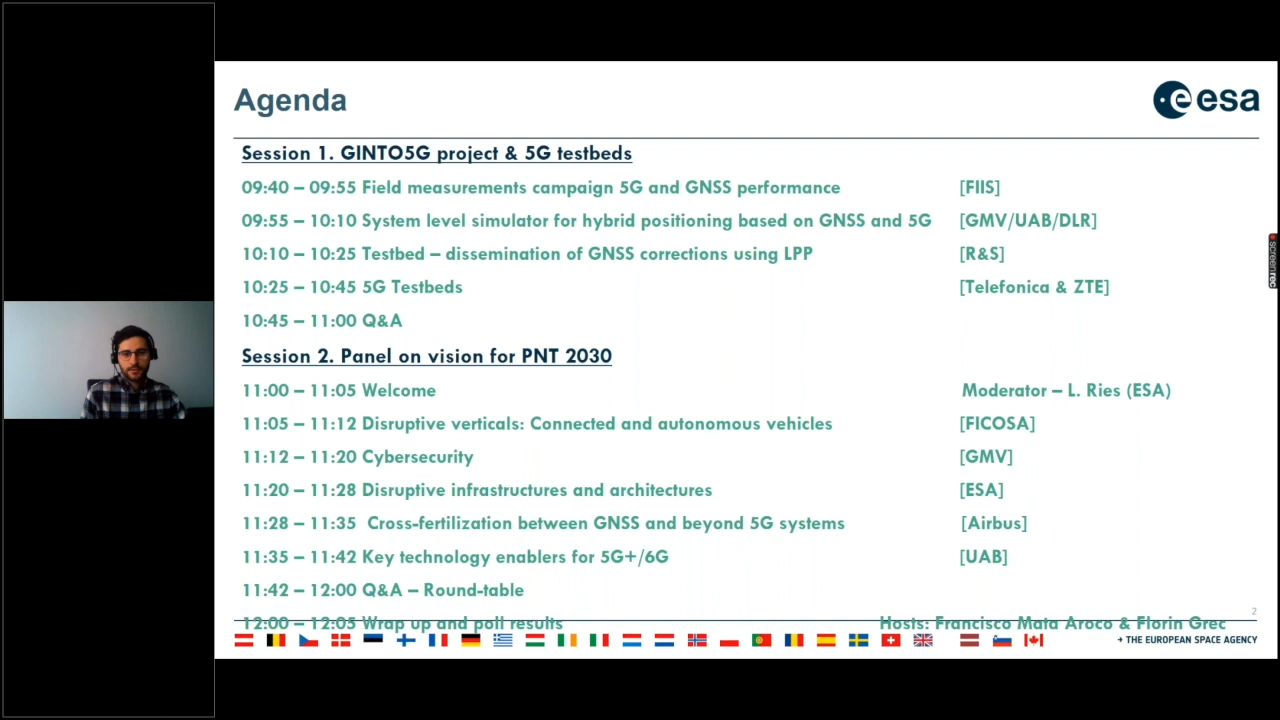 Agenda
esa
Session 1. GINTO5G project & 5G testbeds
09:40 – 09:55 Field measurements campaign 5G and GNSS performance [FIIS]
09:55 – 10:10 System level simulator for hybrid positioning based on GNSS and 5G [GMV/UAB/DLR]
10:10 – 10:25 Testbed – dissemination of GNSS corrections using LPP [R&S]
10:25 – 10:45 5G Testbeds [Telefonica & ZTE]
10:45 – 11:00 Q&A
Session 2. Panel on vision for PNT 2030
11:00 – 11:05 Welcome Moderator – L. Ries (ESA)
11:05 – 11:12 Disruptive verticals: Connected and autonomous vehicles [FICOSA]
11:12 – 11:20 Cybersecurity [GMV]
11:20 – 11:28 Disruptive infrastructures and architectures [ESA]
11:28 – 11:35 Cross-fertilization between GNSS and beyond 5G systems [Airbus]
11:35 – 11:42 Key technology enablers for 5G+/6G [UAB]
11:42 – 12:00 Q&A – Round-table
12:00 – 12:05 Wrap up and poll results Hosts: Francisco Mata Aroco & Florin Grec
2
+ THE EUROPEAN SPACE AGENCY
screenrec